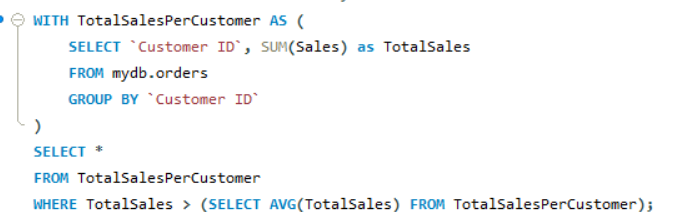 WITH TotalSalesPerCustomer AS (
SELECT `Customer ID`, SUM(Sales) as TotalSales
FROM mydb.orders
GROUP BY `Customer ID`
)
SELECT *
FROM TotalSalesPerCustomer
WHERE TotalSales > (SELECT AVG(TotalSales) FROM TotalSalesPerCustomer);